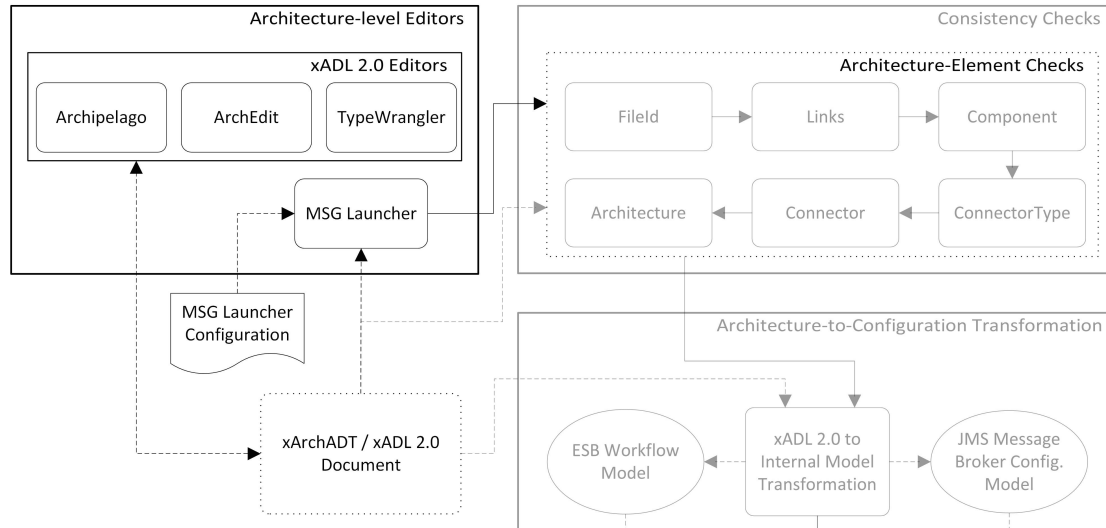 Architecture-level Editors
xADL 2.0 Editors
Archipelago
ArchEdit
TypeWrangler
MSG Launcher
MSG Launcher
Configuration
xArchADT / xADL 2.0
Document
Consistency Checks
Architecture-Element Checks
FileId
Links
Component
Architecture
Connector
ConnectorType
Architecture-to-Configuration Transformation
ESB Workflow
Model
xADL 2.0 to
Internal Model
Transformation
JMS Message
Broker Config.
Model